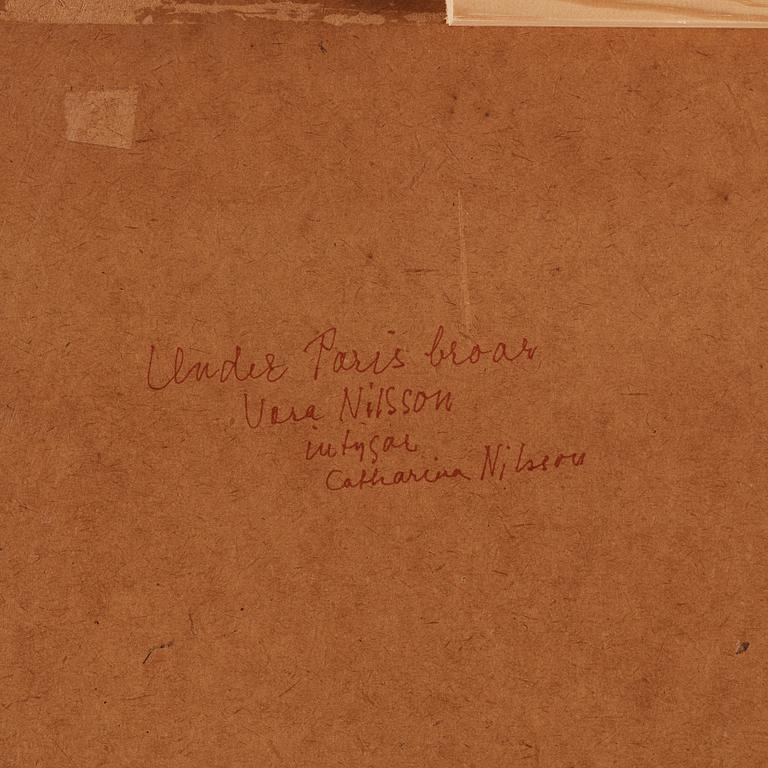 Under Paris broar
Vera Nilsson
intygar
Catharina Nilsson